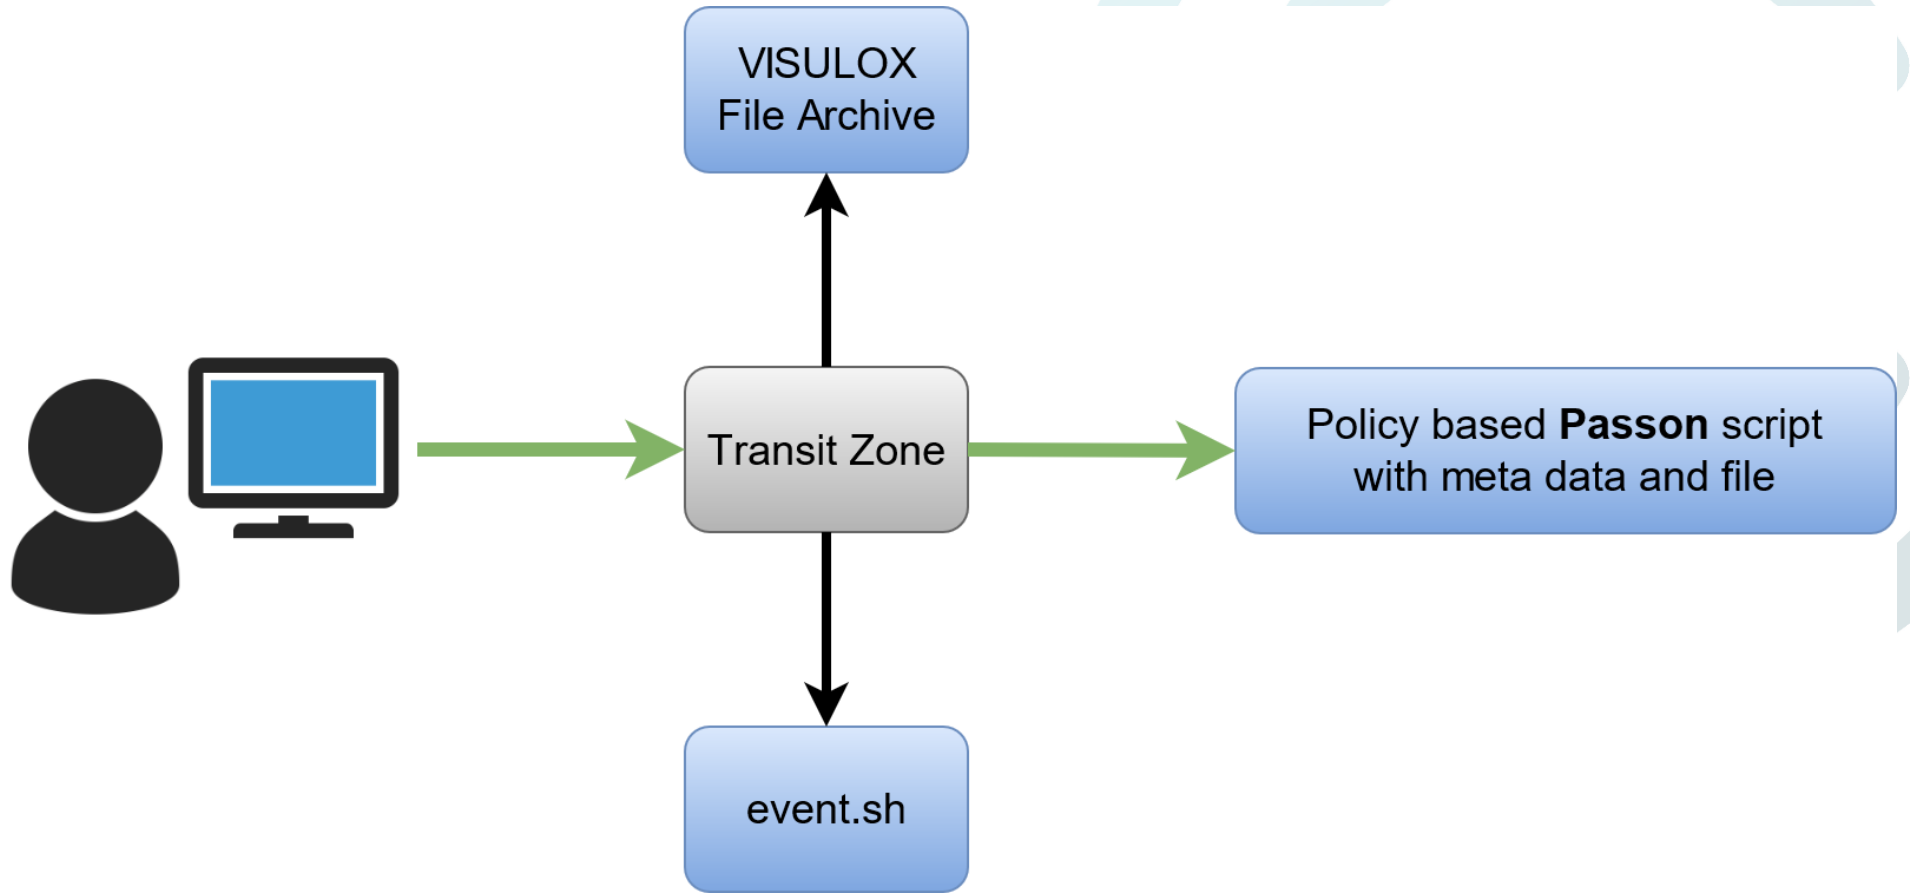 VISULOX
File Archive
Transit Zone
Policy based Passon script
with meta data and file
event.sh